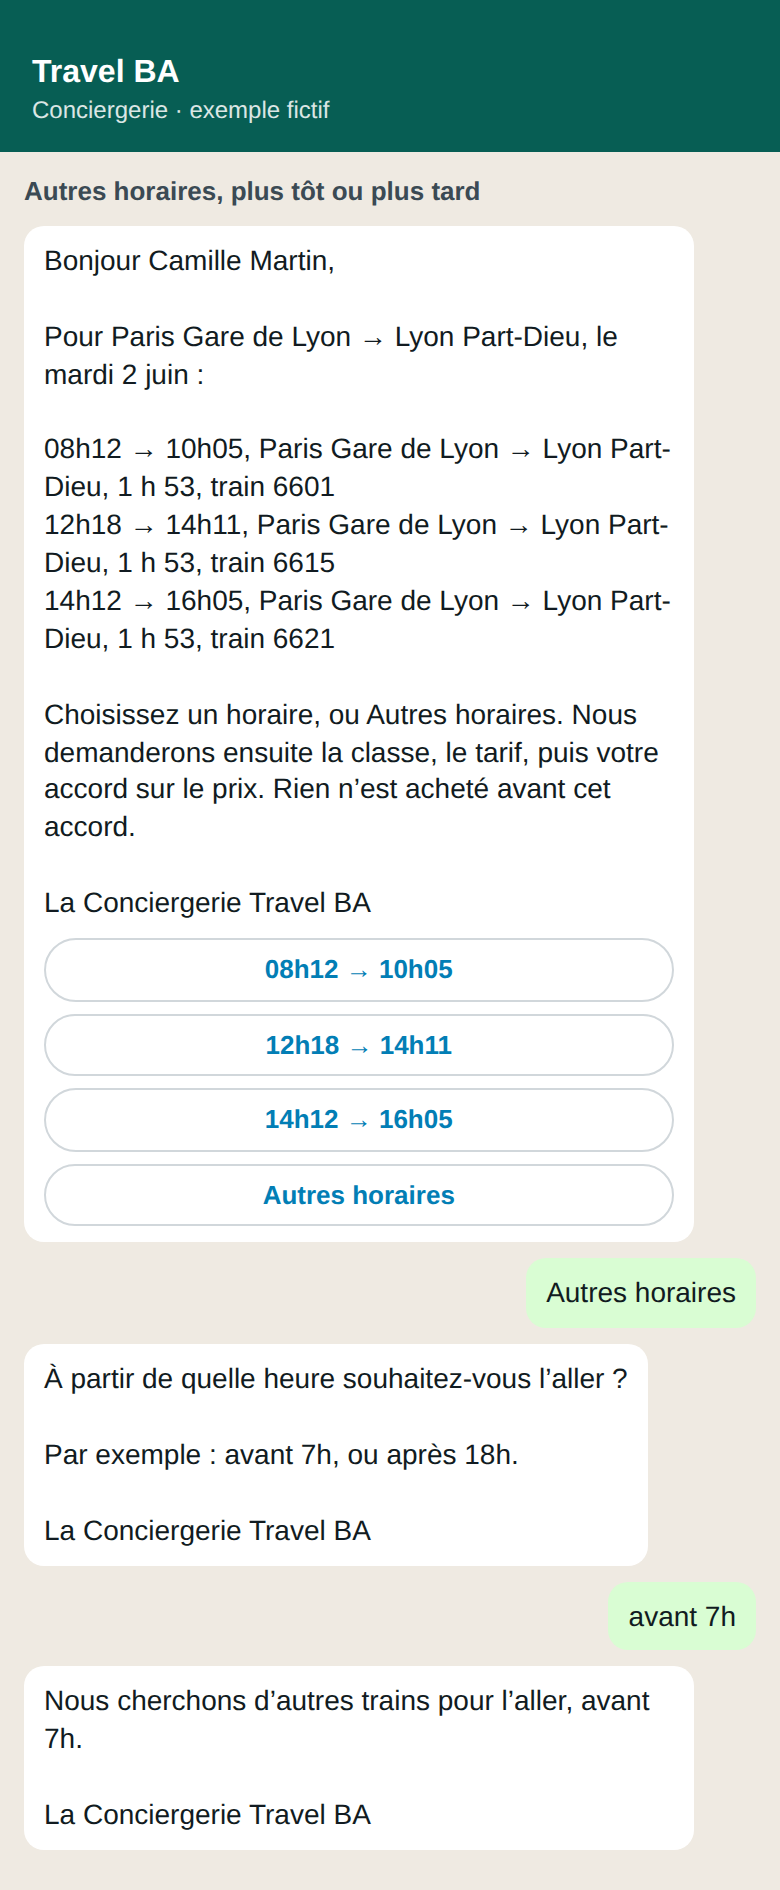 Travel BA
Conciergerie · exemple fictif
Autres horaires, plus tôt ou plus tard
Bonjour Camille Martin,
Pour Paris Gare de Lyon → Lyon Part-Dieu, le
mardi 2 juin :
08h12 → 10h05, Paris Gare de Lyon → Lyon Part-
Dieu, 1 h 53, train 6601
12h18 → 14h11, Paris Gare de Lyon → Lyon Part-
Dieu, 1 h 53, train 6615
14h12 → 16h05, Paris Gare de Lyon → Lyon Part-
Dieu, 1 h 53, train 6621
Choisissez un horaire, ou Autres horaires. Nous
demanderons ensuite la classe, le tarif, puis votre
accord sur le prix. Rien n’est acheté avant cet
accord.
La Conciergerie Travel BA
08h12 → 10h05
12h18 → 14h11
14h12 → 16h05
Autres horaires
Autres horaires
À partir de quelle heure souhaitez-vous l’aller ?
Par exemple : avant 7h, ou après 18h.
La Conciergerie Travel BA
avant 7h
Nous cherchons d’autres trains pour l’aller, avant
7h.
La Conciergerie Travel BA